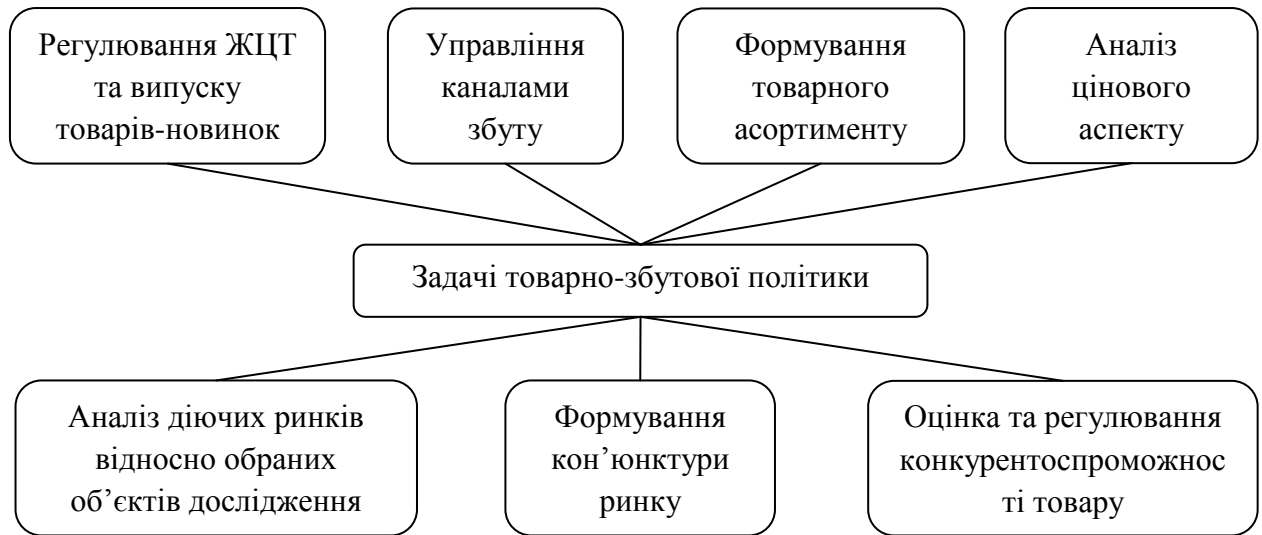 Регулювання ЖЦТ
та випуску
товарів-новинок
Управління
каналами
збуту
Формування
товарного
асортименту
Аналіз
цінового
аспекту
Задачі товарно-збутової політики
Аналіз діючих ринків
відносно обраних
об’єктів дослідження
Формування
кон’юнктури
ринку
Оцінка та регулювання
конкурентоспроможнос
ті товару